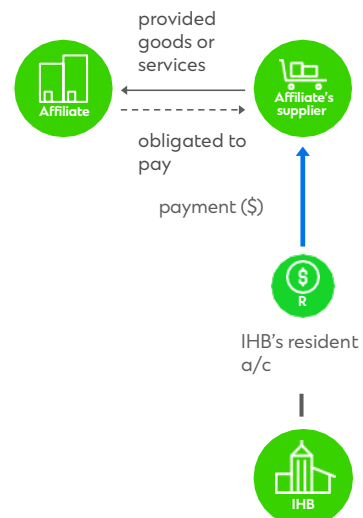 provided
goods or
services
Affiliate
Affiliate's
supplier
obligated to
pay
payment ($)
$
R
IHB's resident
a/c
IHB